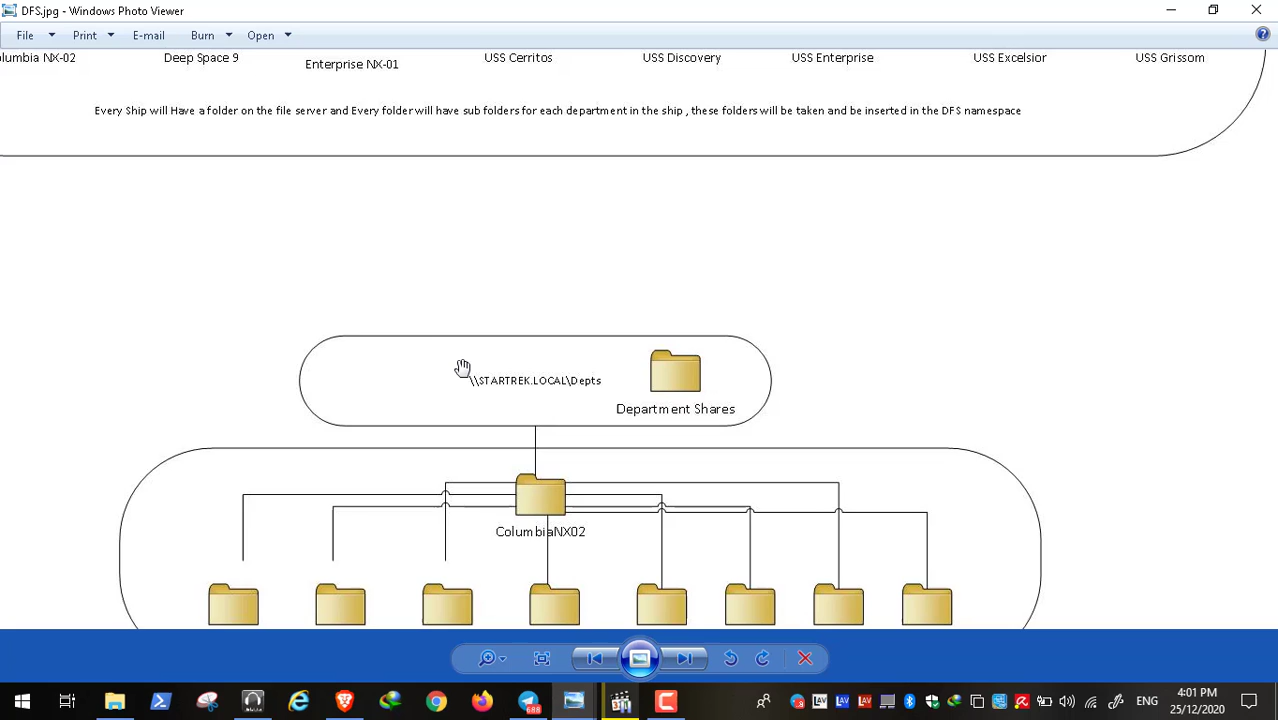 DFS.jpg - Windows Photo Viewer
File Print E-mail Burn Open
olumbia NX-02 Deep Space 9 Enterprise NX-01 USS Cerritos USS Discovery USS Enterprise USS Excelsior USS Grissom
Every Ship will Have a folder on the file server and Every folder will have sub folders for each department in the ship , these folders will be taken and be inserted in the DFS namespace
\\STARTREK.LOCAL\Depts
Department Shares
ColumbiaNX02
ENG
4:01 PM
25/12/2020